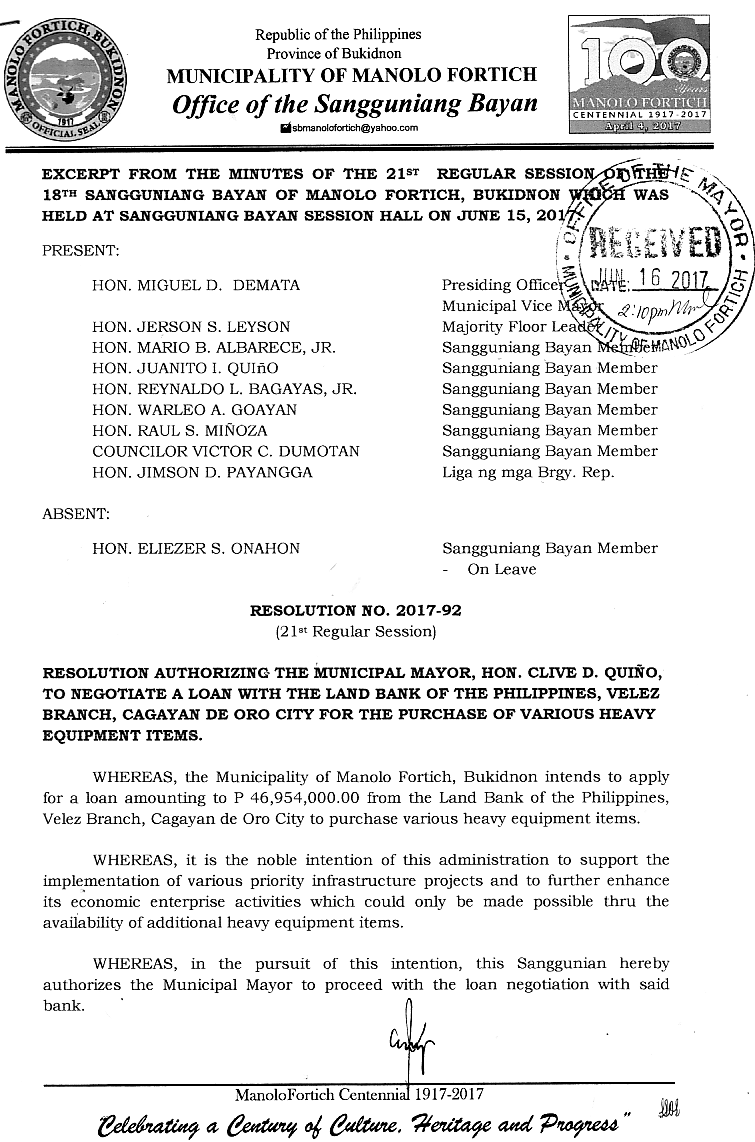 MANOLO FORTICH, BUKIDNON
1917
OFFICIAL SEAL
Republic of the Philippines
Province of Bukidnon
MUNICIPALITY OF MANOLO FORTICH
Office of the Sangguniang Bayan
sbmanolofortich@yahoo.com
100
Years
MANOLO FORTICH
CENTENNIAL 1917-2017
April 4, 2017
EXCERPT FROM THE MINUTES OF THE 21ST REGULAR SESSION OF THE
18TH SANGGUNIANG BAYAN OF MANOLO FORTICH, BUKIDNON WHICH WAS
HELD AT SANGGUNIANG BAYAN SESSION HALL ON JUNE 15, 2017
OFFICE OF THE MAYOR
RECEIVED
DATE: JUN 16 2017
2:10pm
MUNICIPALITY OF MANOLO FORTICH
PRESENT:
HON. MIGUEL D. DEMATA Presiding Officer
Municipal Vice Mayor
HON. JERSON S. LEYSON Majority Floor Leader
HON. MARIO B. ALBARECE, JR. Sangguniang Bayan Member
HON. JUANITO I. QUIñO Sangguniang Bayan Member
HON. REYNALDO L. BAGAYAS, JR. Sangguniang Bayan Member
HON. WARLEO A. GOAYAN Sangguniang Bayan Member
HON. RAUL S. MIÑOZA Sangguniang Bayan Member
COUNCILOR VICTOR C. DUMOTAN Sangguniang Bayan Member
HON. JIMSON D. PAYANGGA Liga ng mga Brgy. Rep.
ABSENT:
HON. ELIEZER S. ONAHON Sangguniang Bayan Member
- On Leave
RESOLUTION NO. 2017-92
(21st Regular Session)
RESOLUTION AUTHORIZING THE MUNICIPAL MAYOR, HON. CLIVE D. QUIÑO,
TO NEGOTIATE A LOAN WITH THE LAND BANK OF THE PHILIPPINES, VELEZ
BRANCH, CAGAYAN DE ORO CITY FOR THE PURCHASE OF VARIOUS HEAVY
EQUIPMENT ITEMS.
WHEREAS, the Municipality of Manolo Fortich, Bukidnon intends to apply
for a loan amounting to P 46,954,000.00 from the Land Bank of the Philippines,
Velez Branch, Cagayan de Oro City to purchase various heavy equipment items.
WHEREAS, it is the noble intention of this administration to support the
implementation of various priority infrastructure projects and to further enhance
its economic enterprise activities which could only be made possible thru the
availability of additional heavy equipment items.
WHEREAS, in the pursuit of this intention, this Sanggunian hereby
authorizes the Municipal Mayor to proceed with the loan negotiation with said
bank.
ManoloFortich Centennial 1917-2017
"Celebrating a Century of Culture, Heritage and Progress"